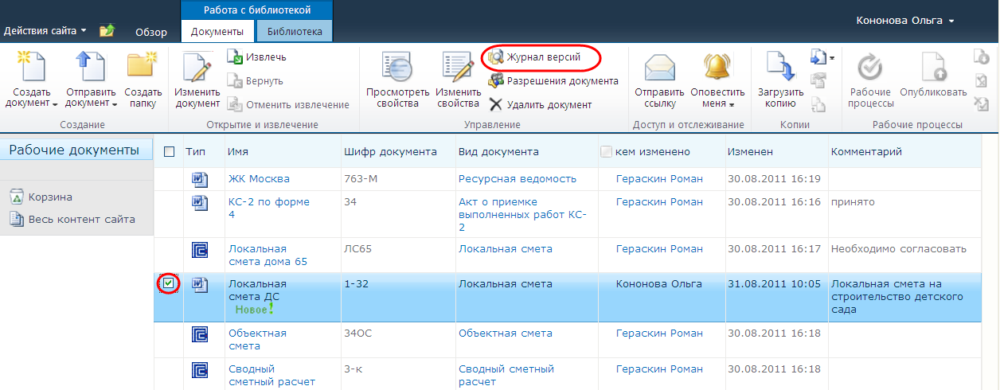 Работа с библиотекой
Действия сайта
Обзор
Документы
Библиотека
Кононова Ольга
Создать документ
Отправить документ
Создать папку
Создание
Изменить документ
Извлечь
Вернуть
Отменить извлечение
Открытие и извлечение
Просмотреть свойства
Изменить свойства
Журнал версий
Разрешения документа
Удалить документ
Управление
Отправить ссылку
Оповестить меня
Доступ и отслеживание
Загрузить копию
Копии
Рабочие процессы
Опубликовать
Рабочие процессы
Рабочие документы
Корзина
Весь контент сайта
Тип Имя Шифр документа Вид документа кем изменено Изменен Комментарий
ЖК Москва 763-М Ресурсная ведомость Гераскин Роман 30.08.2011 16:19
КС-2 по форме 34 Акт о приемке Гераскин Роман 30.08.2011 16:16 принято
4 выполненных работ КС-
2
Локальная ЛС65 Локальная смета Гераскин Роман 30.08.2011 16:17 Необходимо согласовать
смета дома 65
Локальная 1-32 Локальная смета Кононова Ольга 31.08.2011 10:05 Локальная смета на
смета ДС строительство детского
Новое! сада
Объектная 34ОС Объектная смета Гераскин Роман 30.08.2011 16:18
смета
Сводный 3-к Сводный сметный Гераскин Роман 30.08.2011 16:18
сметный расчет расчет